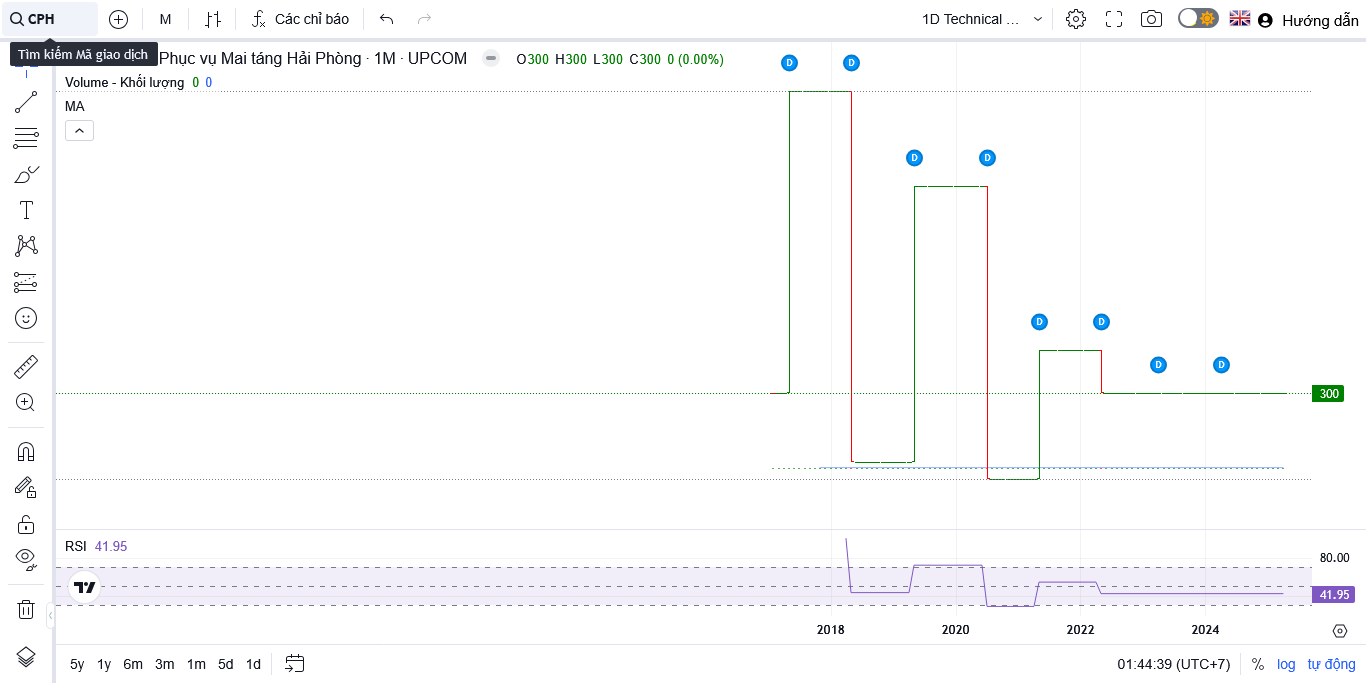 CPH
M
Các chỉ báo
1D Technical ...
Hướng dẫn
Tìm kiếm Mã giao dịch
Phục vụ Mai táng Hải Phòng · 1M · UPCOM
O300 H300 L300 C300 0 (0.00%)
Volume - Khối lượng 0 0
MA
D D
D D
D D
D D
300
RSI 41.95
80.00
41.95
2018 2020 2022 2024
5y 1y 6m 3m 1m 5d 1d
01:44:39 (UTC+7) % log tự động